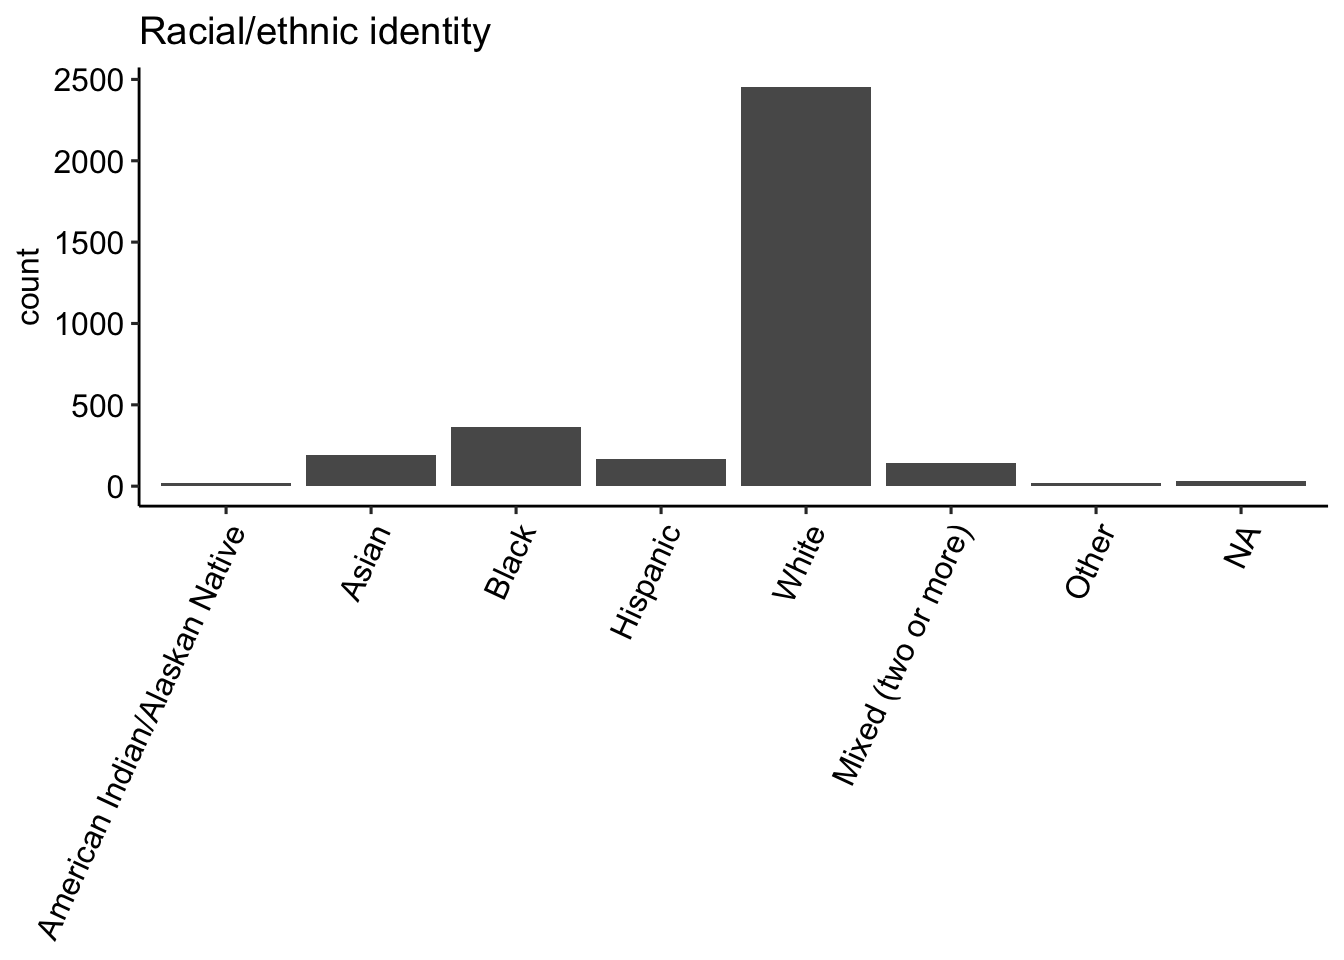 Racial/ethnic identity
2500
2000
1500
1000
500
0
count
American Indian/Alaskan Native
Asian
Black
Hispanic
White
Mixed (two or more)
Other
NA